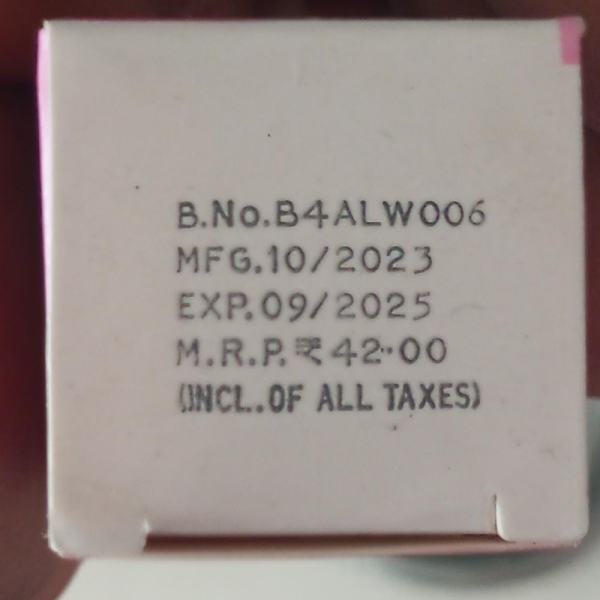 B.No.B4ALW006
MFG.10/2023
EXP.09/2025
M.R.P.₹42.00
(INCL.OF ALL TAXES)